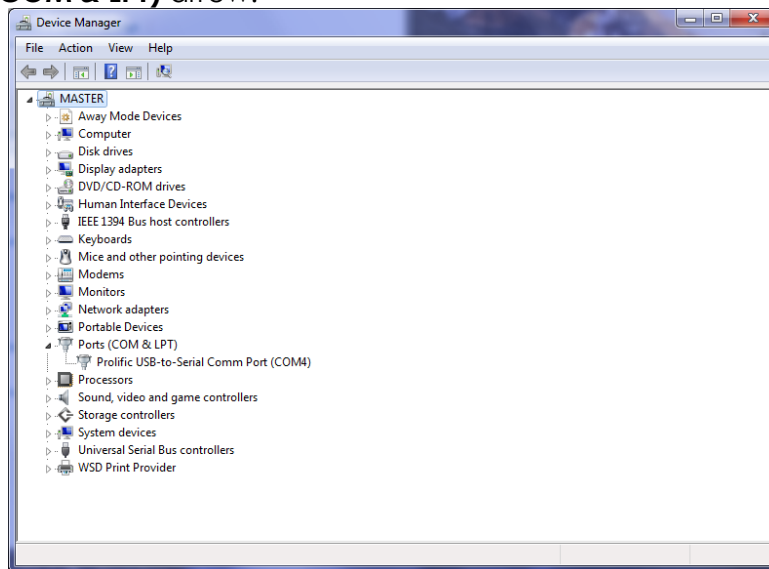 COM & LPT) arrow.
Device Manager
File Action View Help
MASTER
Away Mode Devices
Computer
Disk drives
Display adapters
DVD/CD-ROM drives
Human Interface Devices
IEEE 1394 Bus host controllers
Keyboards
Mice and other pointing devices
Modems
Monitors
Network adapters
Portable Devices
Ports (COM & LPT)
Prolific USB-to-Serial Comm Port (COM4)
Processors
Sound, video and game controllers
Storage controllers
System devices
Universal Serial Bus controllers
WSD Print Provider